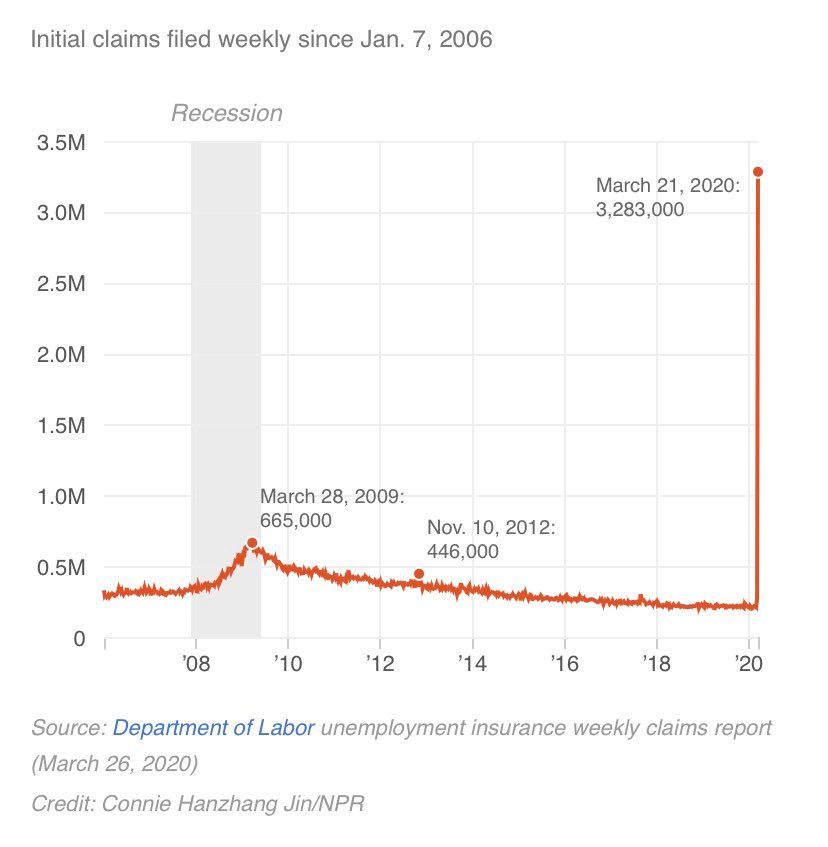 Initial claims filed weekly since Jan. 7, 2006
Recession
3.5M
March 21, 2020:
3,283,000
3.0M
2.5M
2.0M
1.5M
1.0M
March 28, 2009:
665,000
Nov. 10, 2012:
446,000
0.5M
0
’08 ’10 ’12 ’14 ’16 ’18 ’20
Source: Department of Labor unemployment insurance weekly claims report
(March 26, 2020)
Credit: Connie Hanzhang Jin/NPR